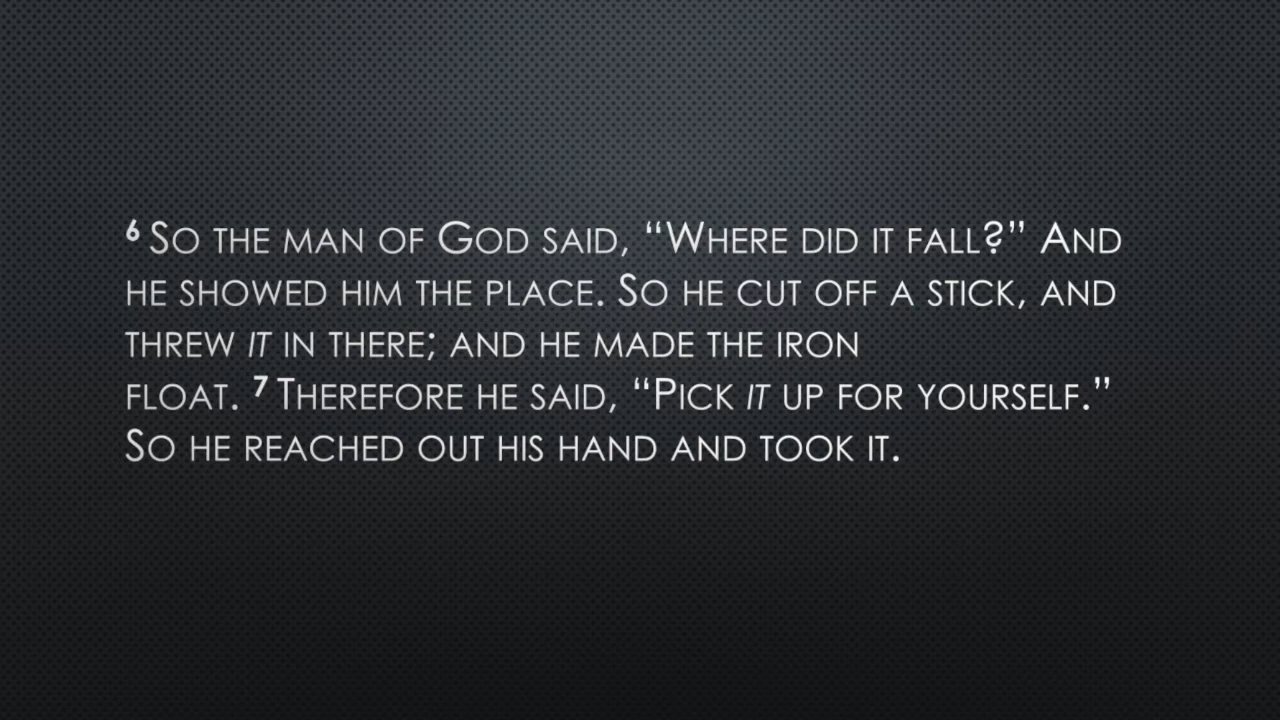 6 So the man of God said, “Where did it fall?” And
he showed him the place. So he cut off a stick, and
threw it in there; and he made the iron
float. 7 Therefore he said, “Pick it up for yourself.”
So he reached out his hand and took it.